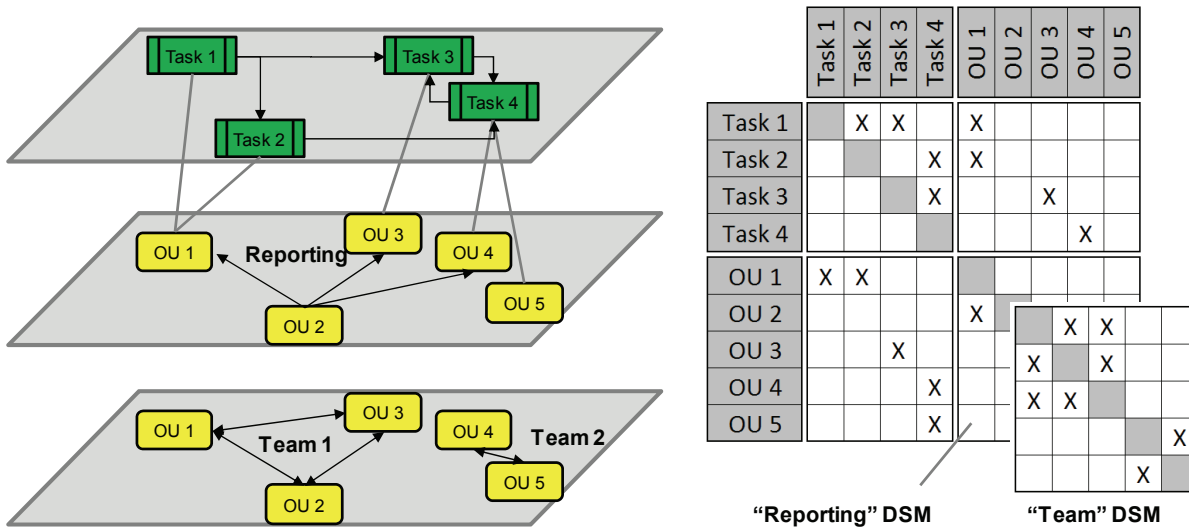 Task 1
Task 3
Task 4
Task 2
OU 1
Reporting
OU 3
OU 4
OU 5
OU 2
OU 1
OU 3
Team 1
OU 4
Team 2
OU 5
OU 2
Task 1 Task 2 Task 3 Task 4 OU 1 OU 2 OU 3 OU 4 OU 5
Task 1 X X X
Task 2 X X
Task 3 X X
Task 4 X
OU 1 X X
OU 2 X
OU 3 X
OU 4 X
OU 5 X
X X
X X
X X
X
X
“Reporting” DSM
“Team” DSM